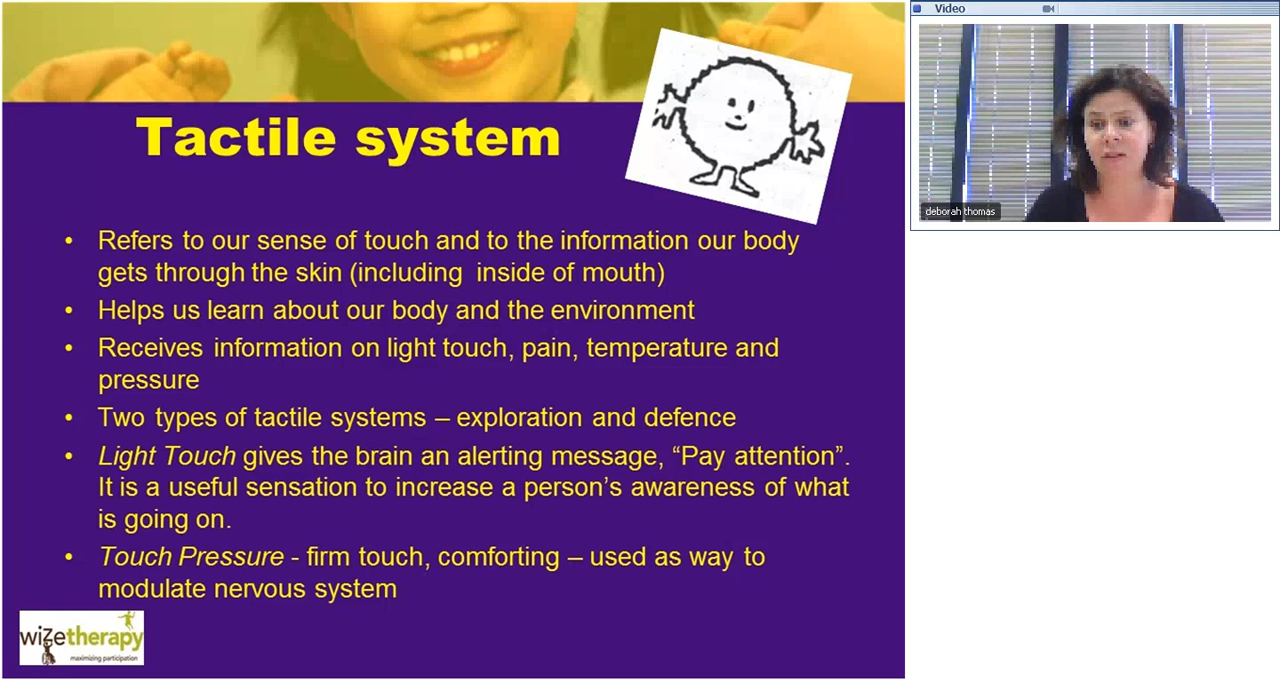 Video
deborah thomas
Tactile system
• Refers to our sense of touch and to the information our body
gets through the skin (including inside of mouth)
• Helps us learn about our body and the environment
• Receives information on light touch, pain, temperature and
pressure
• Two types of tactile systems – exploration and defence
• Light Touch gives the brain an alerting message, “Pay attention”.
It is a useful sensation to increase a person’s awareness of what
is going on.
• Touch Pressure - firm touch, comforting – used as way to
modulate nervous system
wizetherapy
maximizing participation